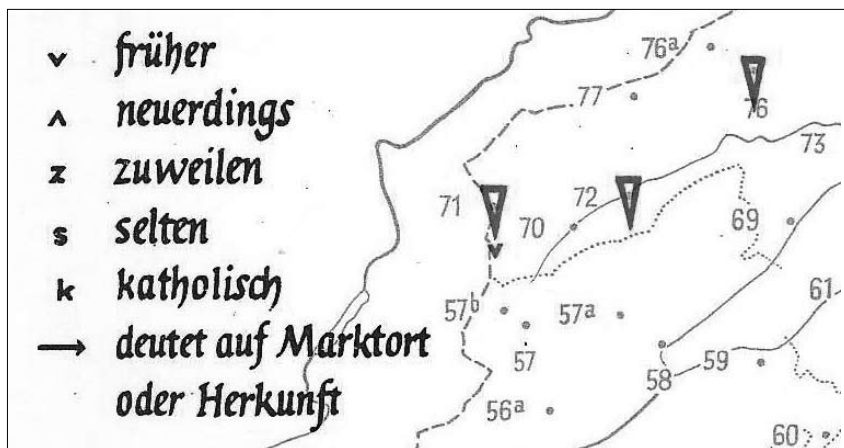 v früher
ʌ neuerdings
z zuweilen
s selten
k katholisch
→ deutet auf Marktort
oder Herkunft
76a
77
76
73
71
70
72
69
57b
57a
61
57
58
59
56a
60